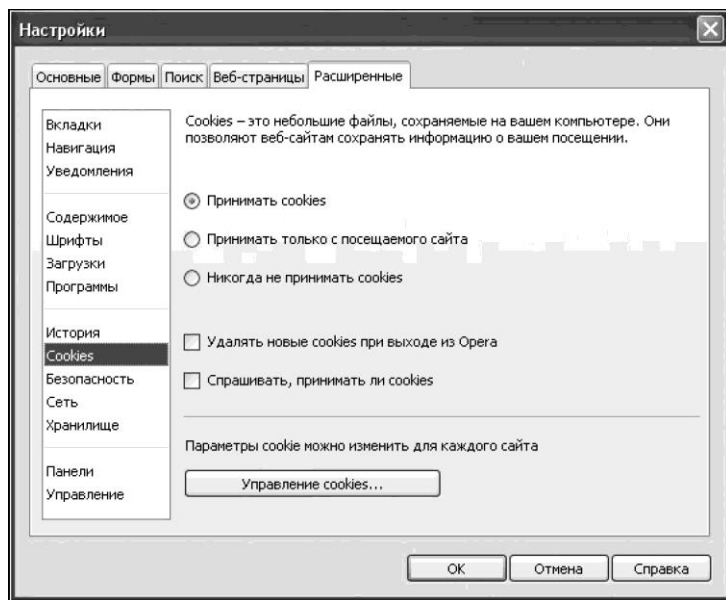 Настройки
Основные Формы Поиск Веб-страницы Расширенные
Вкладки
Навигация
Уведомления
Содержимое
Шрифты
Загрузки
Программы
История
Cookies
Безопасность
Сеть
Хранилище
Панели
Управление
Cookies – это небольшие файлы, сохраняемые на вашем компьютере. Они
позволяют веб-сайтам сохранять информацию о вашем посещении.
Принимать cookies
Принимать только с посещаемого сайта
Никогда не принимать cookies
Удалять новые cookies при выходе из Opera
Спрашивать, принимать ли cookies
Параметры cookie можно изменить для каждого сайта
Управление cookies...
OK Отмена Справка